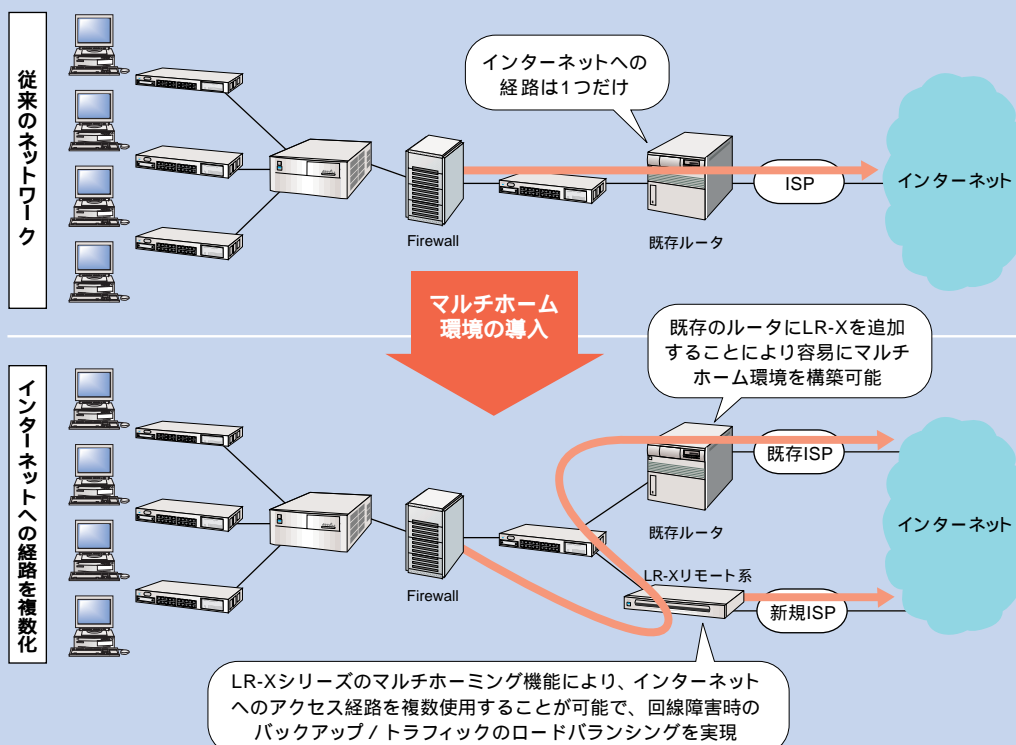 従来のネットワーク
インターネットへの
経路は1つだけ
ISP
インターネット
Firewall
既存ルータ
マルチホーム
環境の導入
既存のルータにLR-Xを追加
することにより容易にマルチ
ホーム環境を構築可能
インターネットへの経路を複数化
既存ISP
既存ルータ
インターネット
Firewall
LR-Xリモート系
新規ISP
LR-Xシリーズのマルチホーミング機能により、インターネット
へのアクセス経路を複数使用することが可能で、回線障害時の
バックアップ / トラフィックのロードバランシングを実現